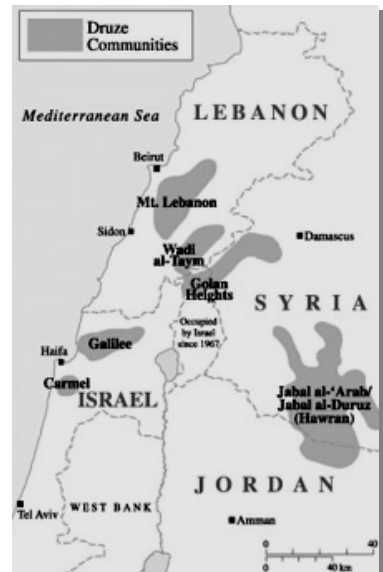 Druze
Communities
Mediterranean Sea
LEBANON
Beirut
Mt. Lebanon
Sidon
Wadi
al-Taym
Damascus
Golan
Heights
SYRIA
Occupied
by Israel
since 1967
Galilee
Haifa
Carmel
ISRAEL
Jabal al-‘Arab/
Jabal al-Duruz
(Hawran)
JORDAN
WEST BANK
Tel Aviv
Amman
0
40
0
40 km